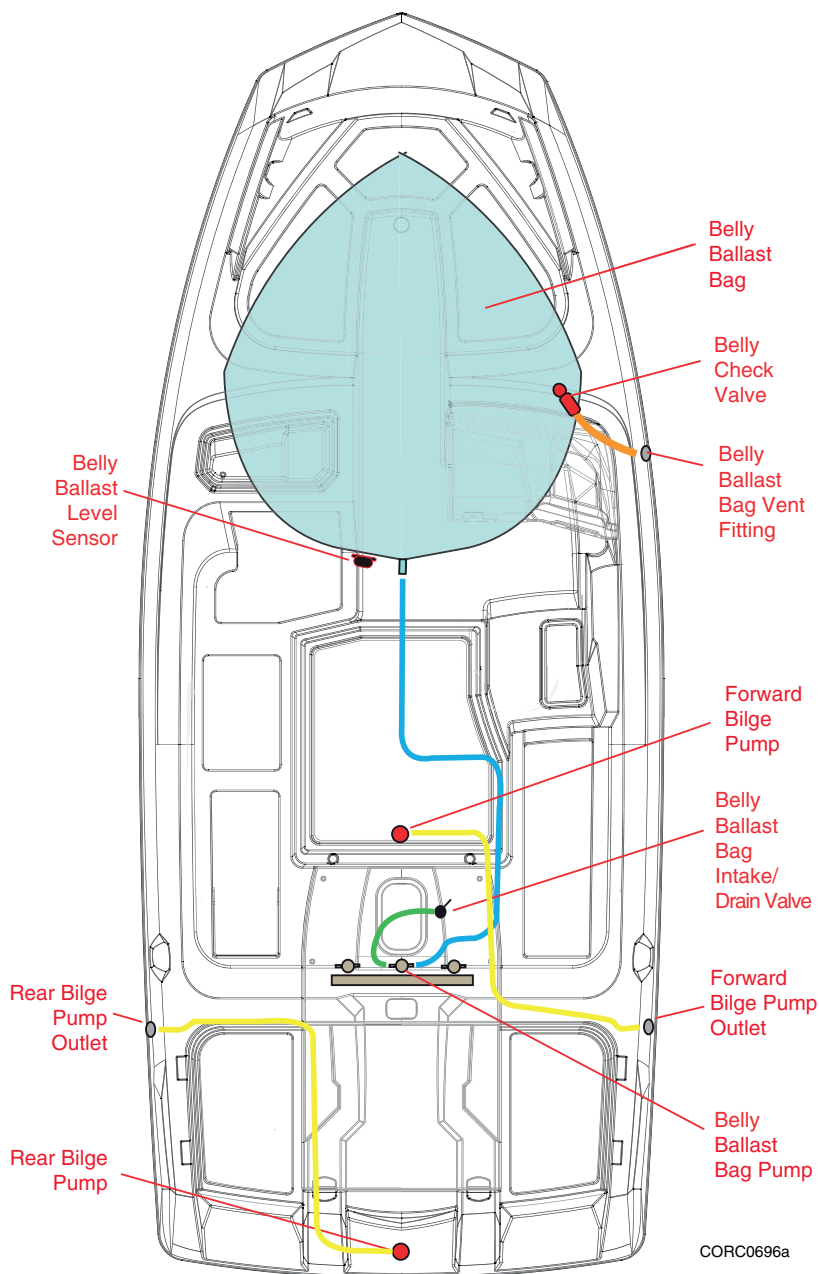 Belly
Ballast
Bag
Belly
Check
Valve
Belly
Ballast
Bag Vent
Fitting
Belly
Ballast
Level
Sensor
Forward
Bilge
Pump
Belly
Ballast
Bag
Intake/
Drain Valve
Rear Bilge
Pump
Outlet
Forward
Bilge Pump
Outlet
Belly
Ballast
Bag Pump
Rear Bilge
Pump
CORC0696a